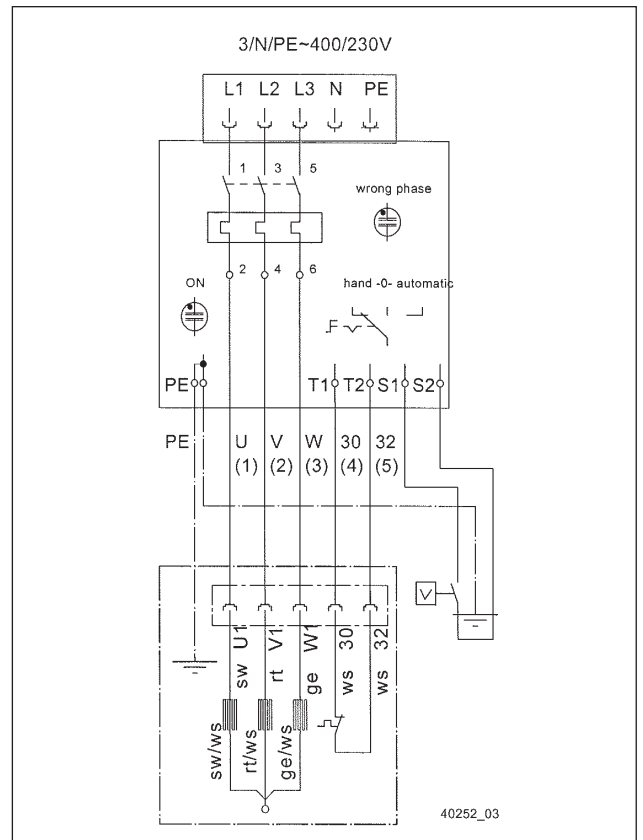 3/N/PE~400/230V
L1 L2 L3 N PE
1 3 5
wrong phase
2 4 6
ON
hand -0- automatic
PE T1 T2 S1 S2
PE U V W 30 32
(1) (2) (3) (4) (5)
V
U1 V1 W1 30 32
sw rt ge ws ws
sw/ws rt/ws ge/ws
40252_03